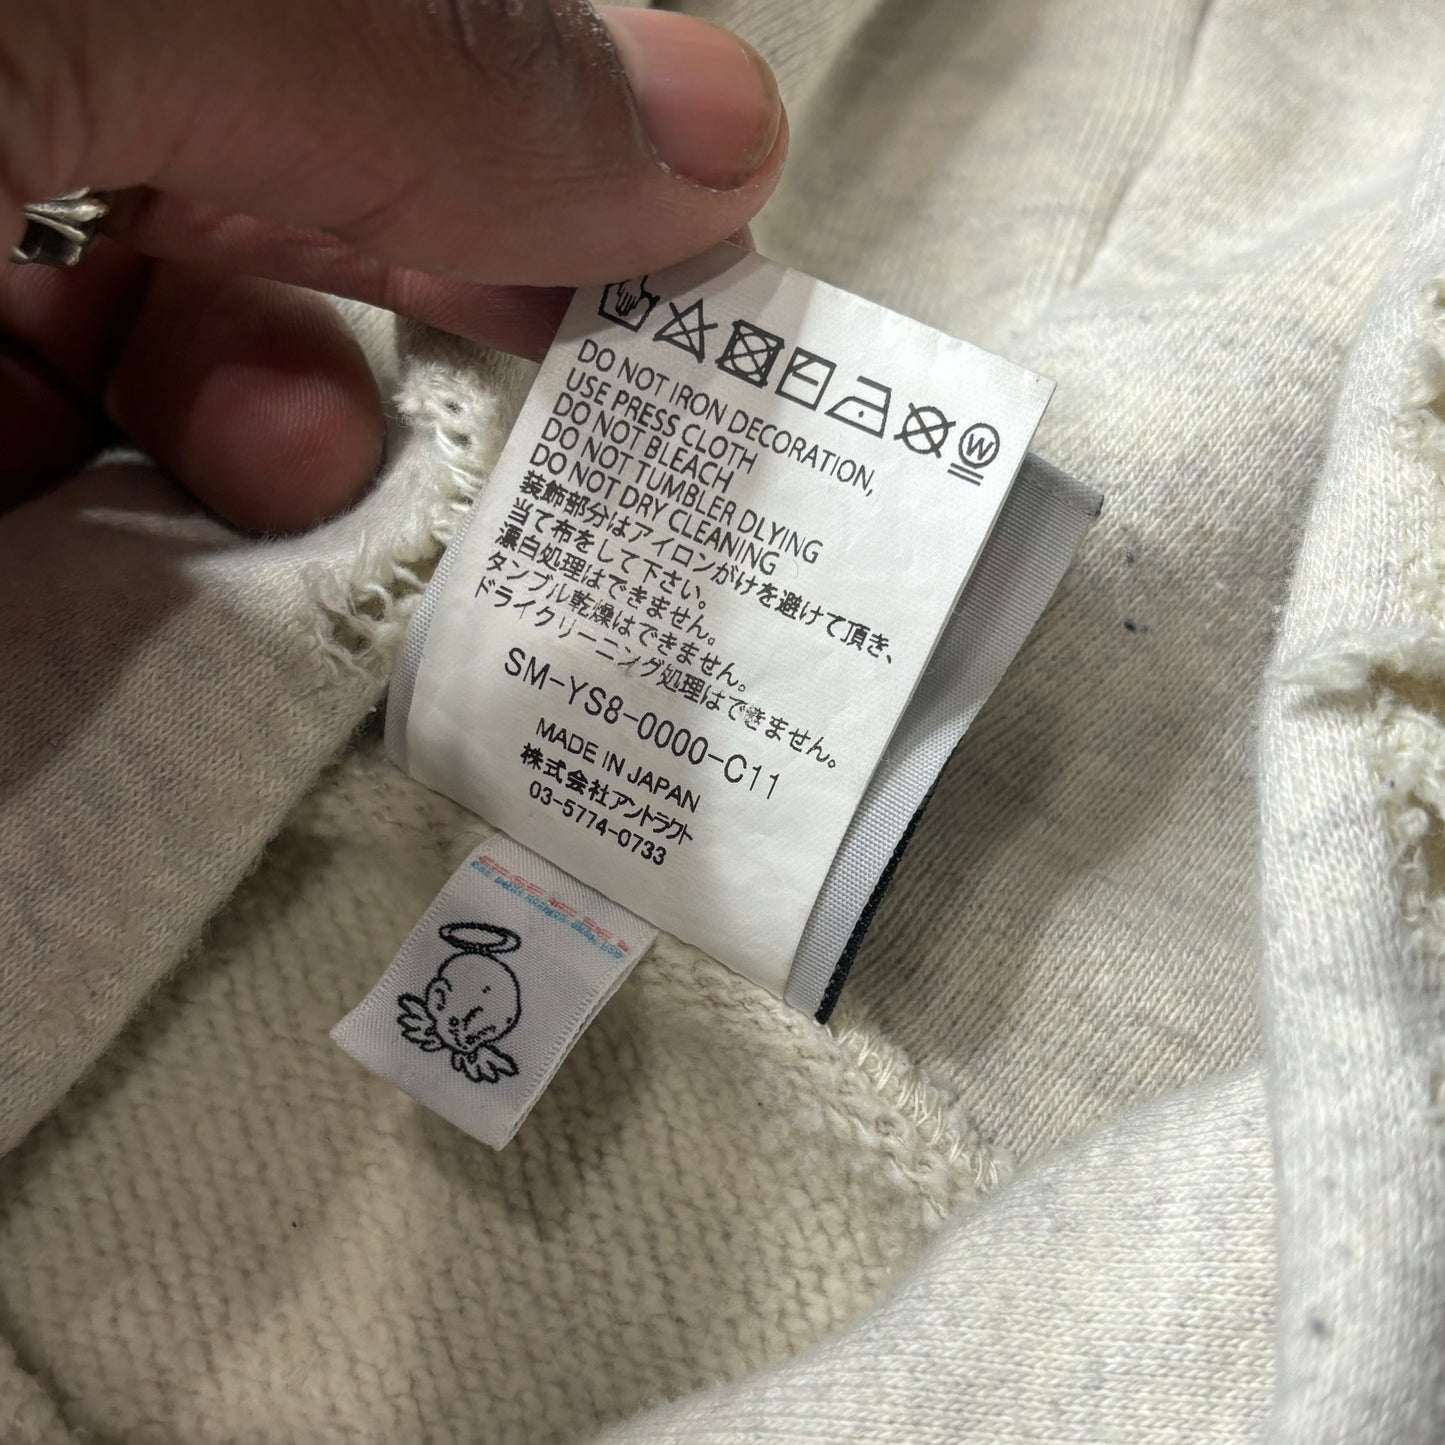 W
DO NOT IRON DECORATION,
USE PRESS CLOTH
DO NOT BLEACH
DO NOT TUMBLER DLYING
DO NOT DRY CLEANING
装飾部分はアイロンがけを避けて頂き、
当て布をして下さい。
漂白処理はできません。
タンブル乾燥はできません。
ドライクリーニング処理はできません。
SM-YS8-0000-C11
MADE IN JAPAN
株式会社アントラクト
03-5774-0733